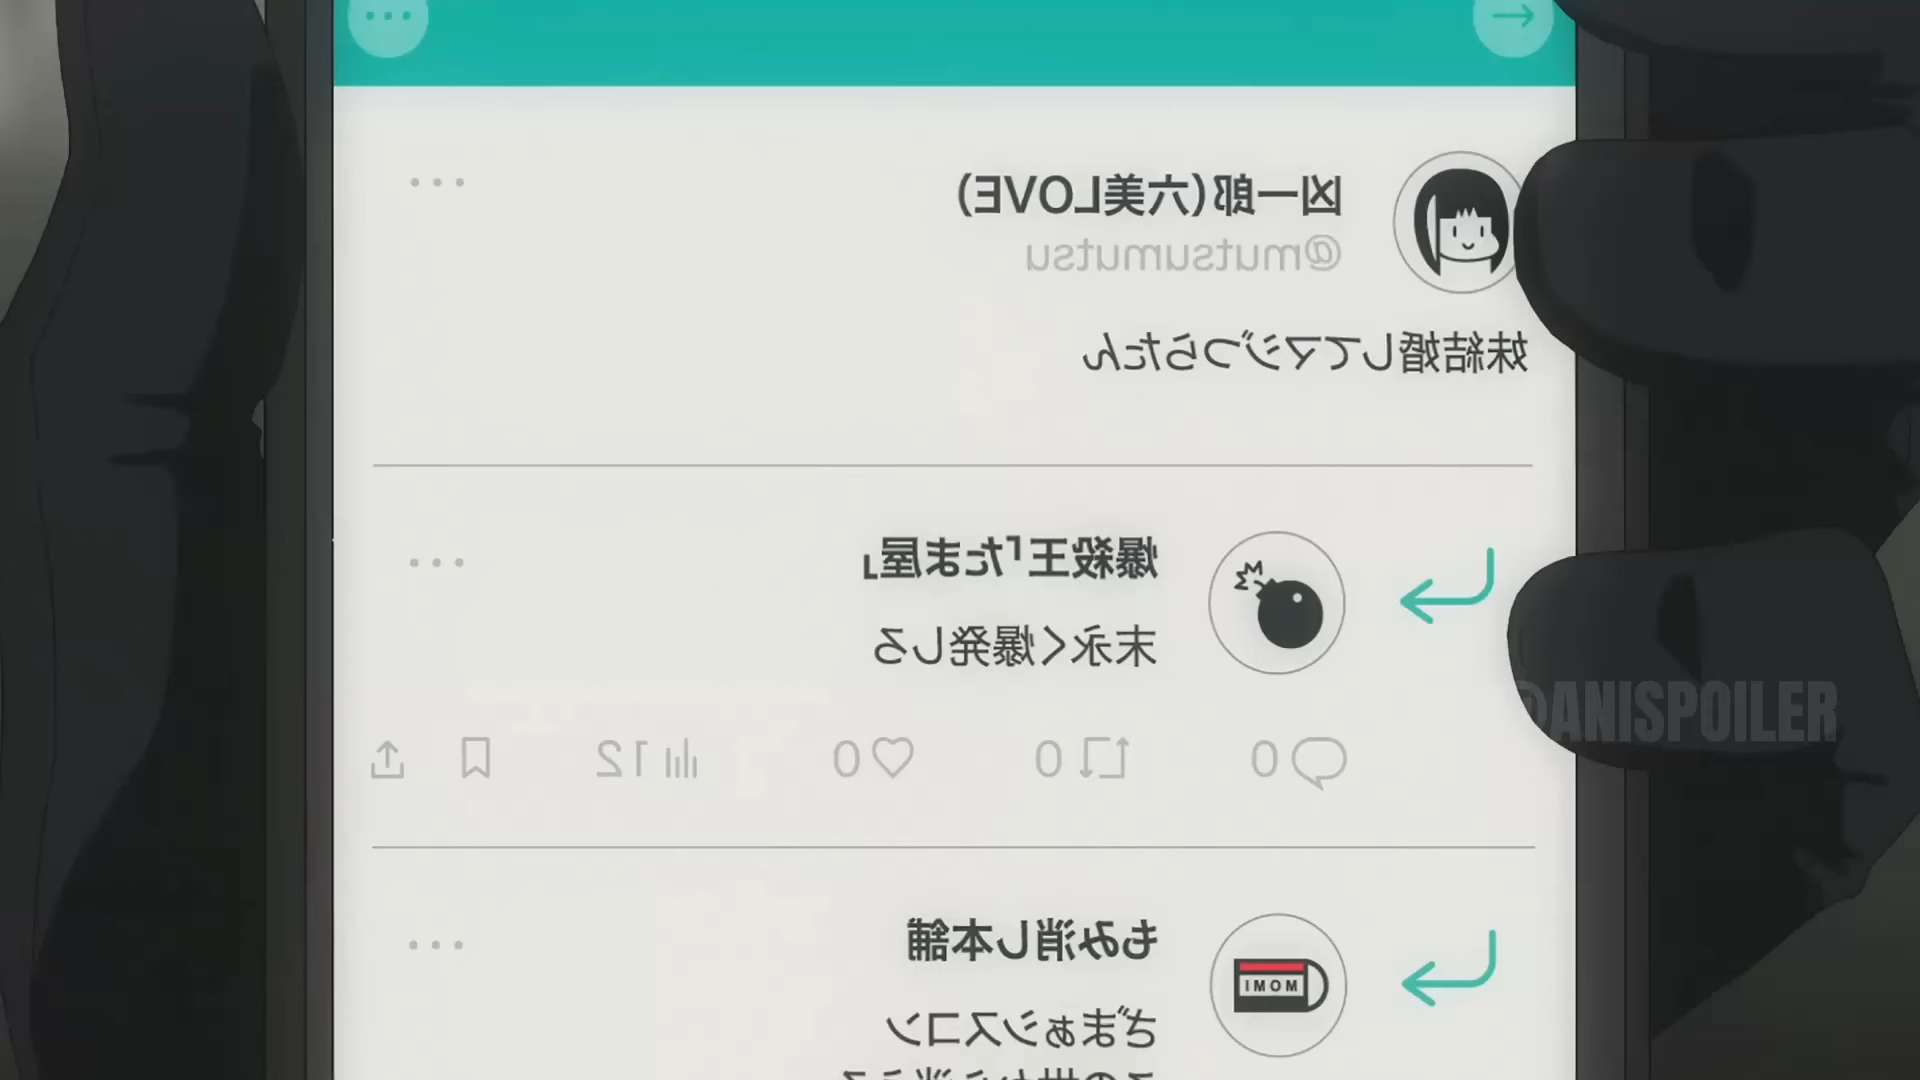 凶一郎(六美LOVE)
@mutsumutsu
妹結婚してマジつらたん
爆殺王「たま屋」
末永く爆発しろ
0 0 0 12
もみ消し本舗
MOMI
ざまぁシスコン
@ANISPOILER